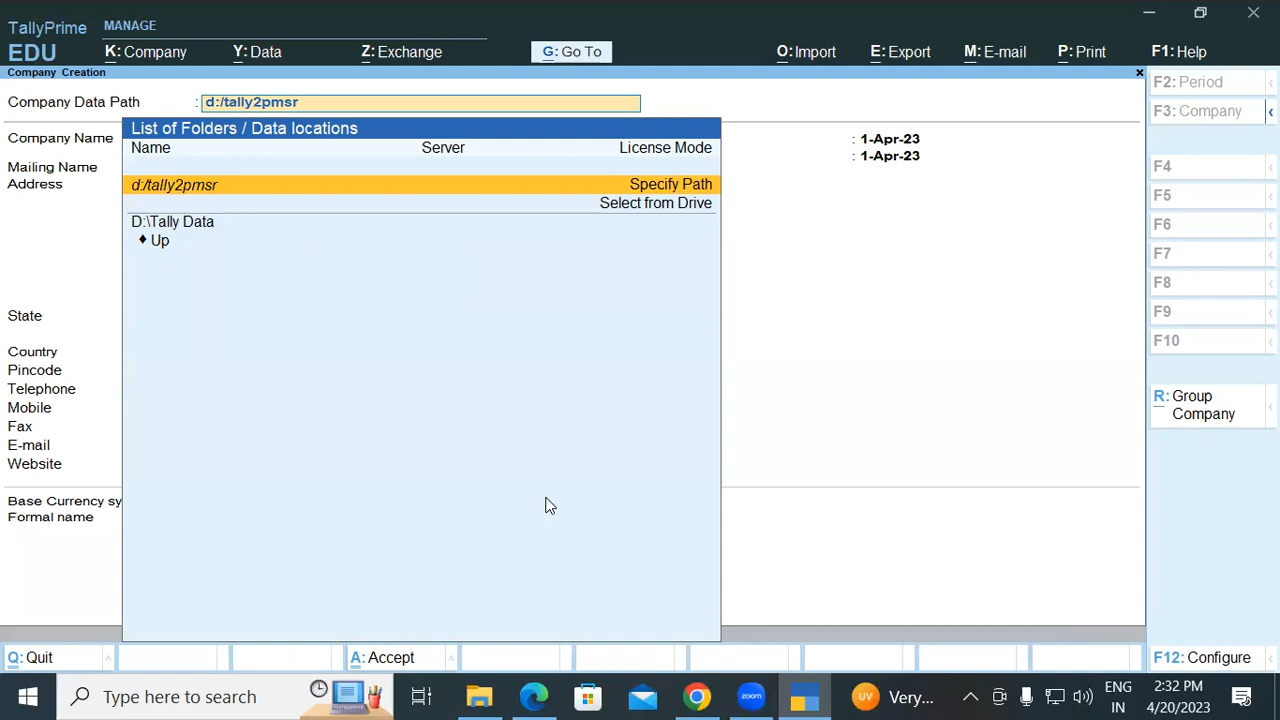 TallyPrime MANAGE
EDU K: Company Y: Data Z: Exchange G: Go To O: Import E: Export M: E-mail P: Print F1: Help
Company Creation ×
Company Data Path : d:/tally2pmsr
List of Folders / Data locations
Name Server License Mode
d:/tally2pmsr Specify Path
Select from Drive
D:\Tally Data
♦ Up
Company Name
Mailing Name
Address
State
Country
Pincode
Telephone
Mobile
Fax
E-mail
Website
Base Currency sy
Formal name
: 1-Apr-23
: 1-Apr-23
F2: Period
F3: Company
F4
F5
F6
F7
F8
F9
F10
R: Group
Company
Q: Quit A: Accept F12: Configure
Type here to search zoom UV Very... ENG 2:32 PM
IN 4/20/2023